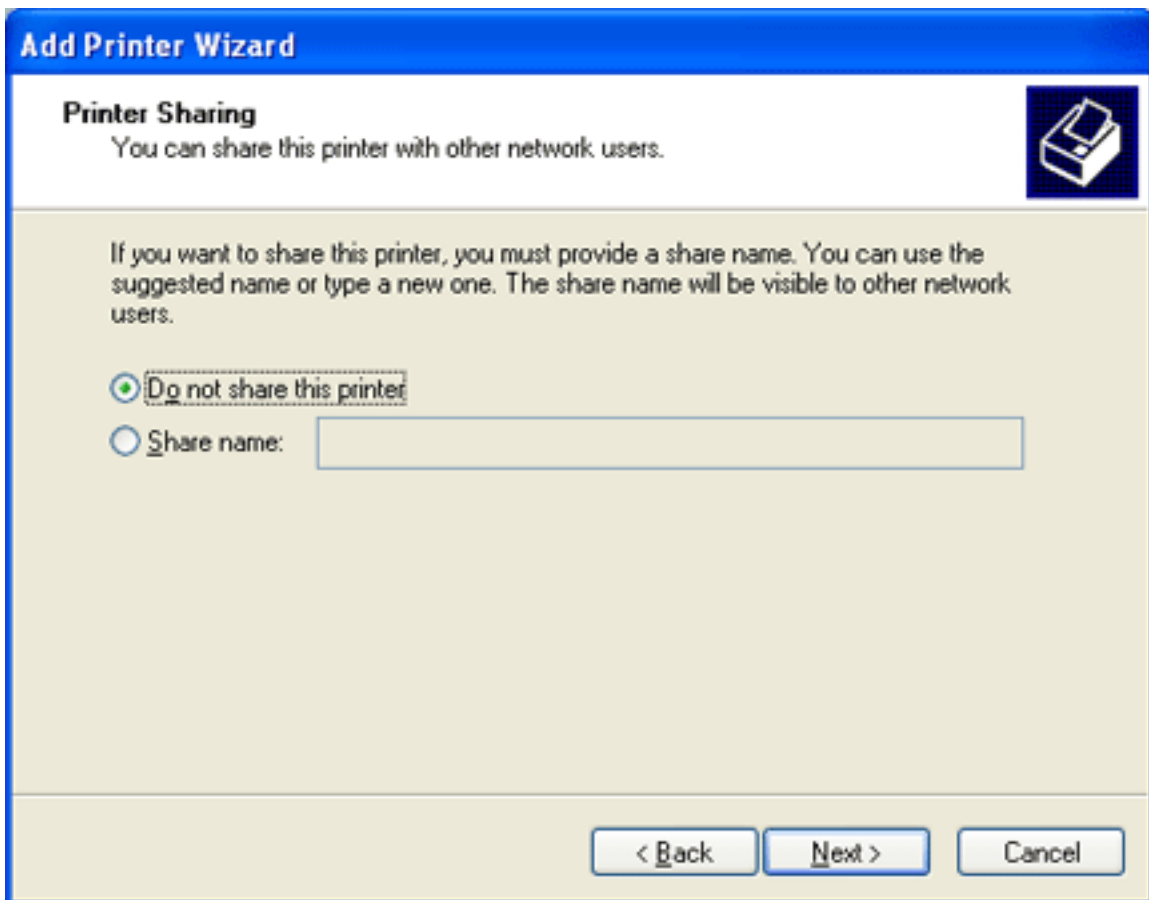 Add Printer Wizard
Printer Sharing
You can share this printer with other network users.
If you want to share this printer, you must provide a share name. You can use the
suggested name or type a new one. The share name will be visible to other network
users.
Do not share this printer
Share name:
< Back
Next >
Cancel